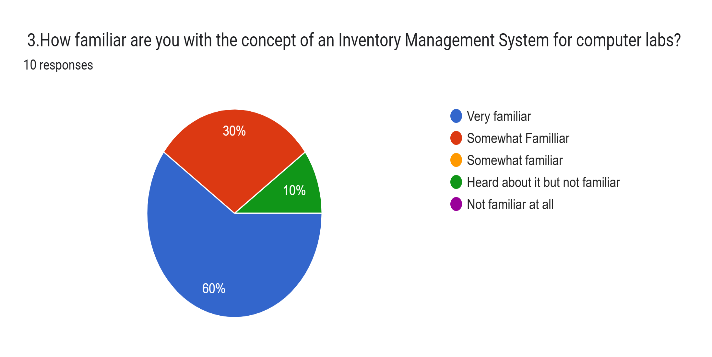 3.How familiar are you with the concept of an Inventory Management System for computer labs?
10 responses
Very familiar
Somewhat Familliar
Somewhat familiar
Heard about it but not familiar
Not familiar at all
30%
10%
60%